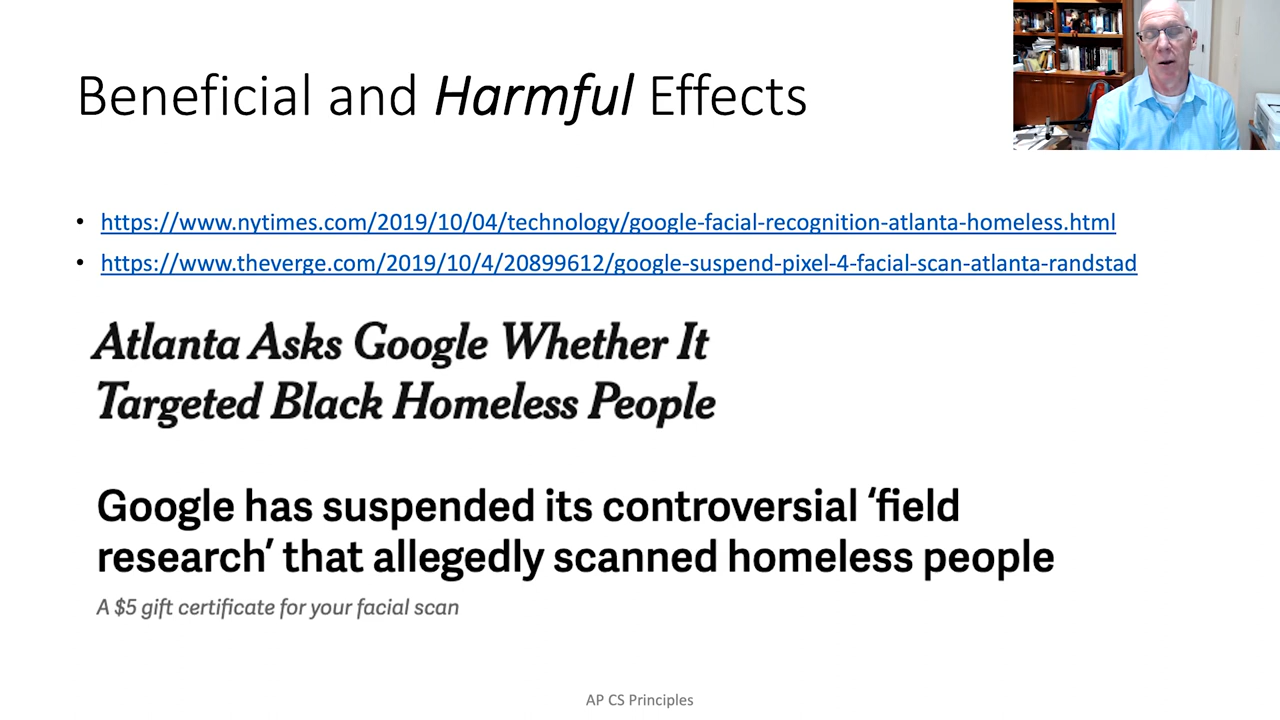 Beneficial and Harmful Effects
• https://www.nytimes.com/2019/10/04/technology/google-facial-recognition-atlanta-homeless.html
• https://www.theverge.com/2019/10/4/20899612/google-suspend-pixel-4-facial-scan-atlanta-randstad
Atlanta Asks Google Whether It
Targeted Black Homeless People
Google has suspended its controversial ‘field
research’ that allegedly scanned homeless people
A $5 gift certificate for your facial scan
AP CS Principles